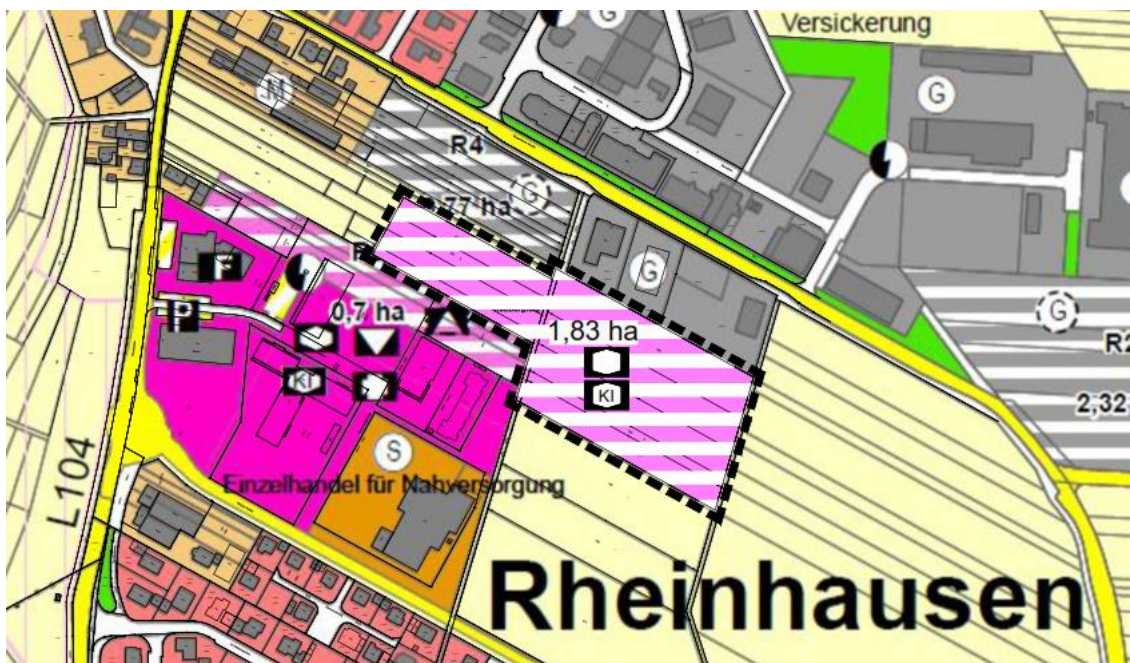 G
Versickerung
M
G
R4
G
77 ha
G
F
G
0,7 ha
P
1,83 ha
R2
KI
KI
2,32
S
L104
Einzelhandel für Nahversorgung
Rheinhausen